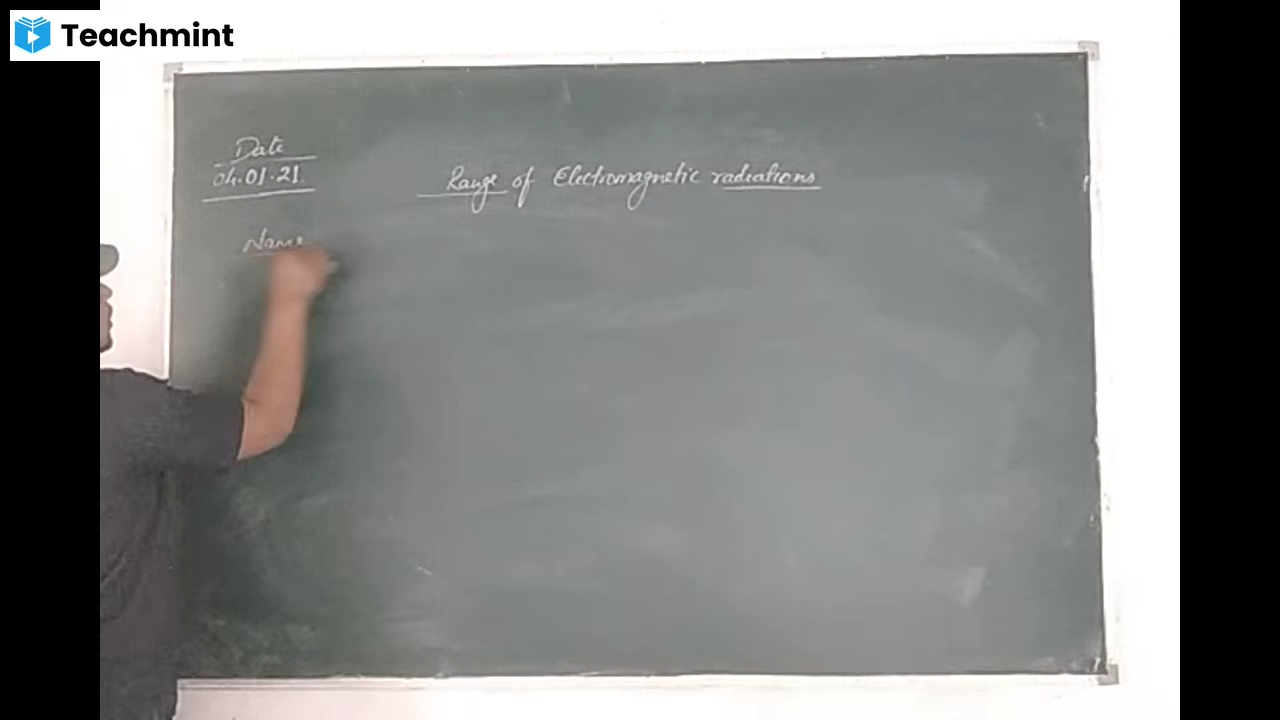 Teachmint
Date
04.01.21
Range of Electromagnetic radiations
Name